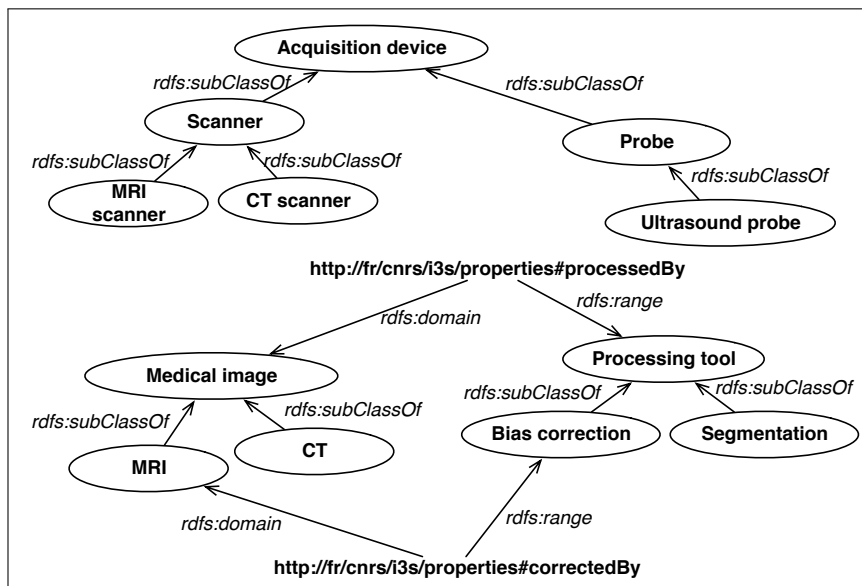 Acquisition device
rdfs:subClassOf
rdfs:subClassOf
Scanner
Probe
rdfs:subClassOf
rdfs:subClassOf
rdfs:subClassOf
MRI
scanner
CT scanner
Ultrasound probe
http://fr/cnrs/i3s/properties#processedBy
rdfs:domain
rdfs:range
Medical image
Processing tool
rdfs:subClassOf
rdfs:subClassOf
rdfs:subClassOf
rdfs:subClassOf
MRI
CT
Bias correction
Segmentation
rdfs:domain
rdfs:range
http://fr/cnrs/i3s/properties#correctedBy